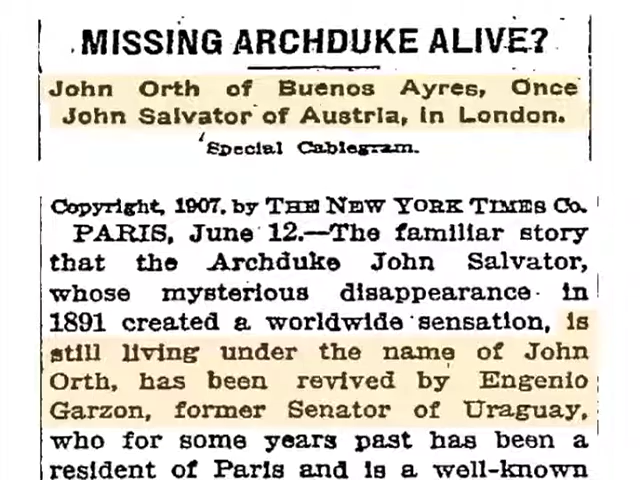 MISSING ARCHDUKE ALIVE?
John Orth of Buenos Ayres, Once
John Salvator of Austria, in London.
Special Cablegram.
Copyright, 1907, by THE NEW YORK TIMES Co.
PARIS, June 12.—The familiar story
that the Archduke John Salvator,
whose mysterious disappearance in
1891 created a worldwide sensation, is
still living under the name of John
Orth, has been revived by Engenio
Garzon, former Senator of Uraguay,
who for some years past has been a
resident of Paris and is a well-known